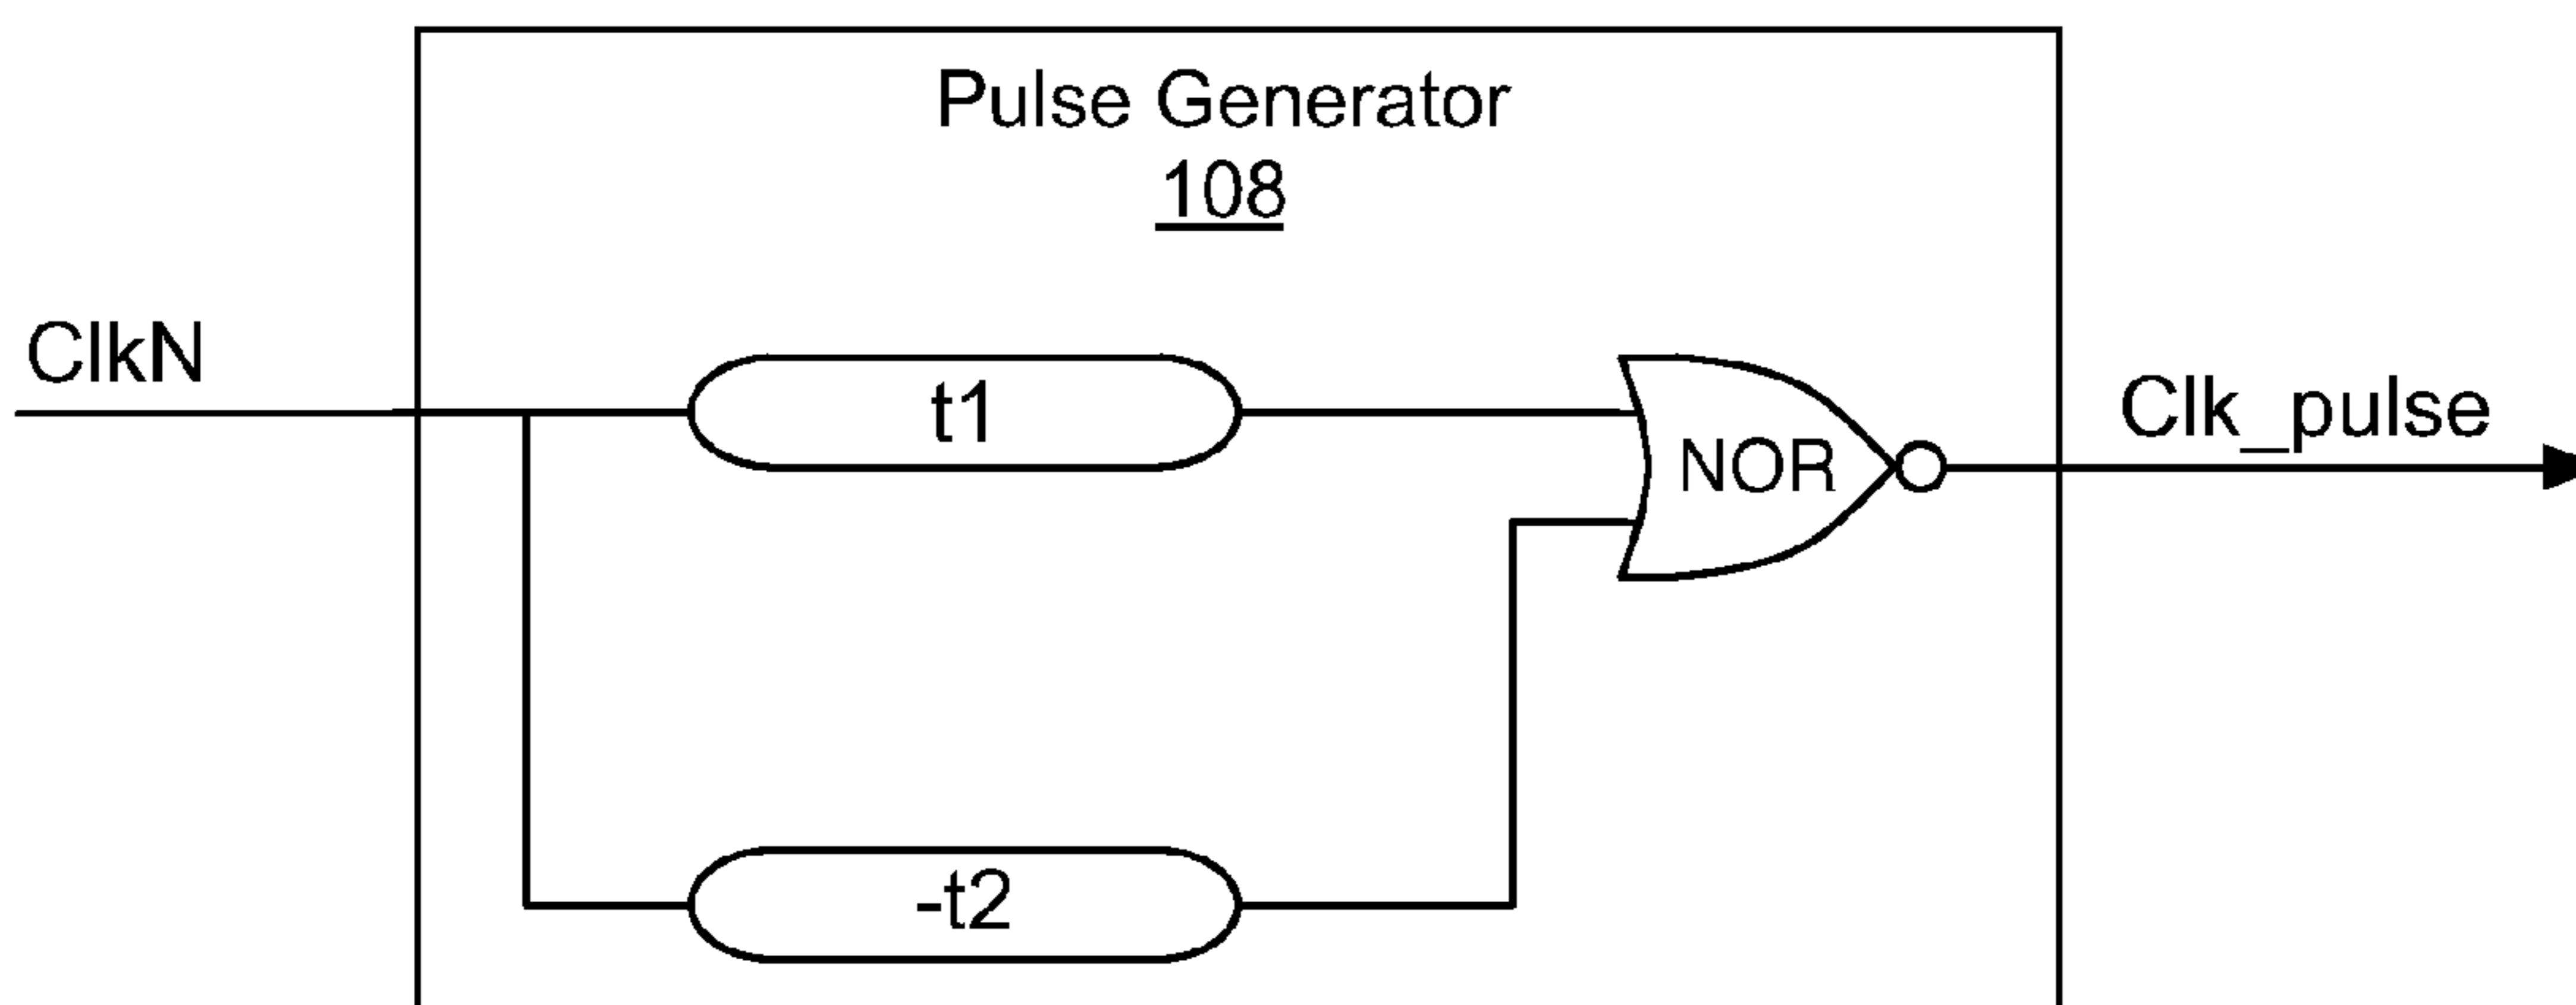 Pulse Generator
108
ClkN
t1
NOR
Clk_pulse
-t2